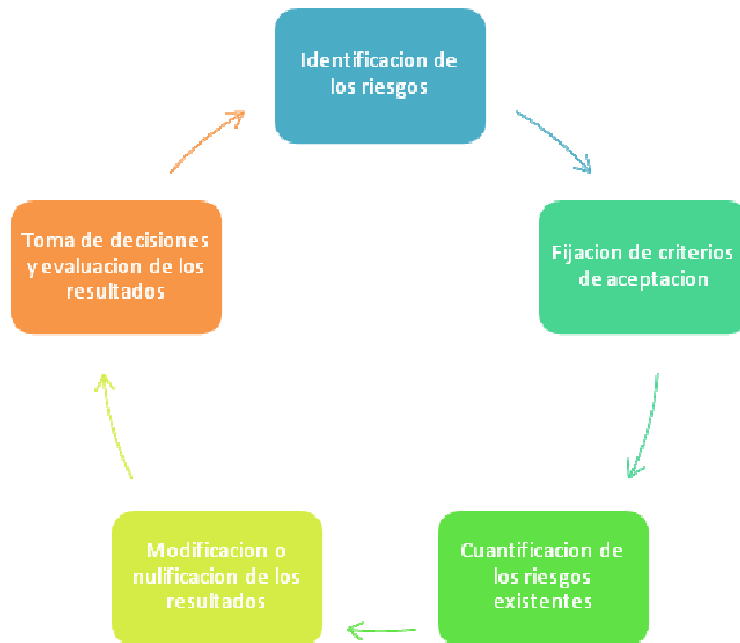 Identificacion de
los riesgos
Fijacion de criterios
de aceptacion
Cuantificacion de
los riesgos
existentes
Modificacion o
nulificacion de los
resultados
Toma de decisiones
y evaluacion de los
resultados